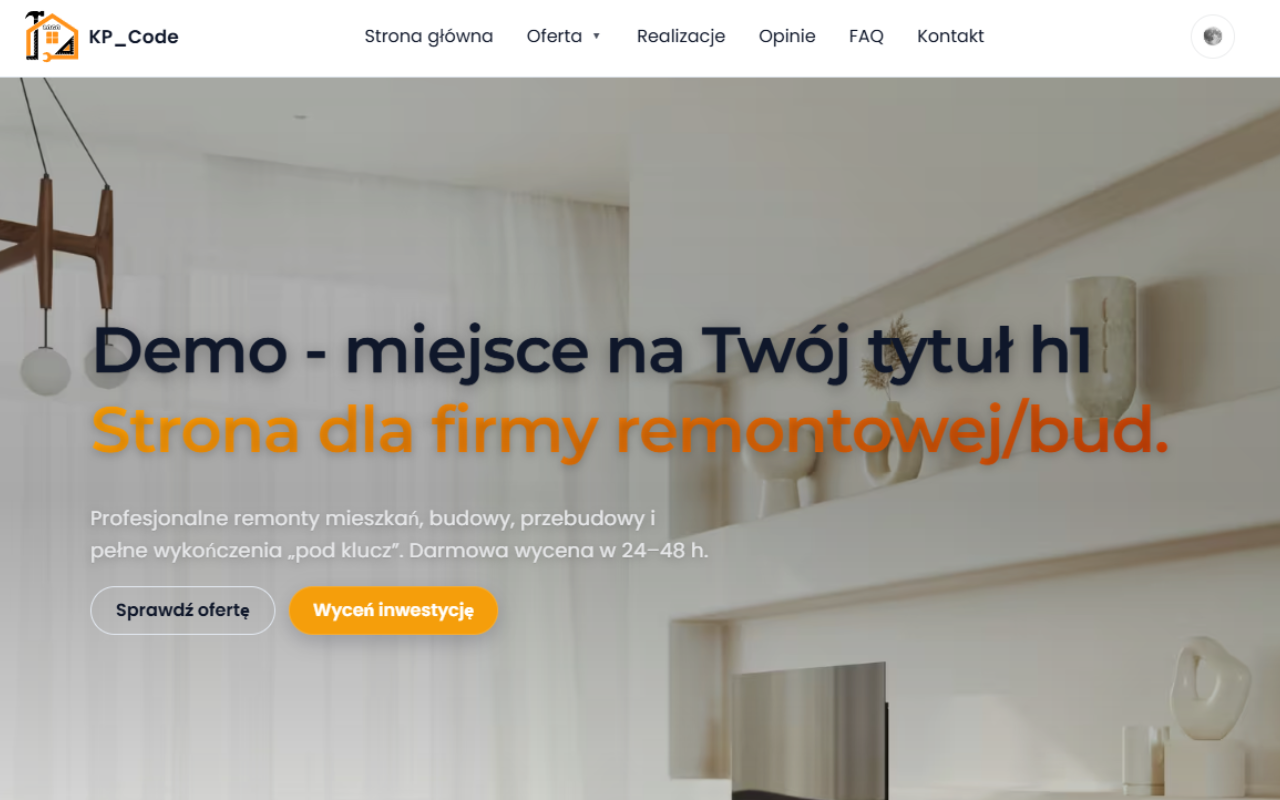 KP_Code
Strona główna
Oferta ▼
Realizacje
Opinie
FAQ
Kontakt
Demo - miejsce na Twój tytuł h1
Strona dla firmy remontowej/bud.
Profesjonalne remonty mieszkań, budowy, przebudowy i
pełne wykończenia „pod klucz”. Darmowa wycena w 24–48 h.
Sprawdź ofertę
Wyceń inwestycję